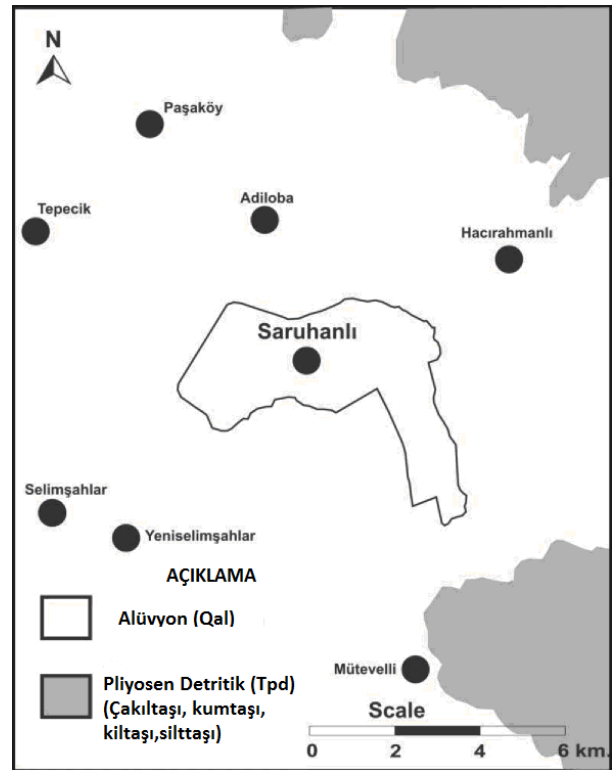 N
Paşaköy
Adiloba
Tepecik
Hacırahmanlı
Saruhanlı
Selimşahlar
Yeniselimşahlar
AÇIKLAMA
Alüvyon (Qal)
Pliyosen Detritik (Tpd)
(Çakıltaşı, kumtaşı,
kiltaşı,silttaşı)
Mütevelli
Scale
0 2 4 6 km.